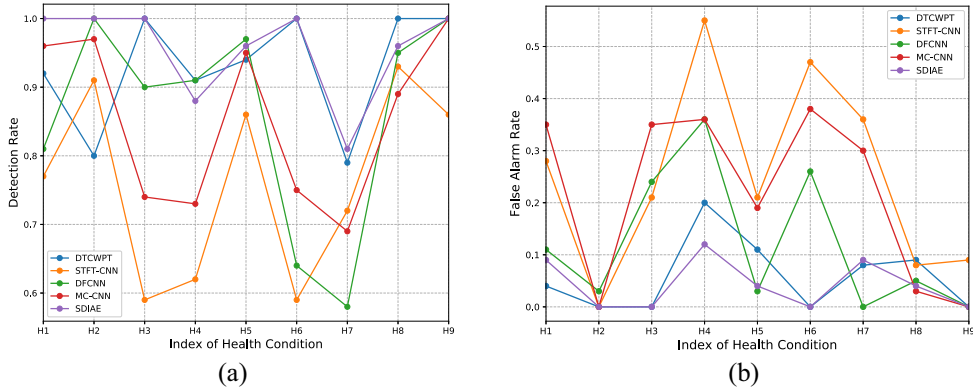 1.0
0.9
0.8
0.7
0.6
Detection Rate
DTCWPT
STFT-CNN
DFCNN
MC-CNN
SDIAE
H1 H2 H3 H4 H5 H6 H7 H8 H9
Index of Health Condition
(a)
0.5
0.4
0.3
0.2
0.1
0.0
False Alarm Rate
DTCWPT
STFT-CNN
DFCNN
MC-CNN
SDIAE
H1 H2 H3 H4 H5 H6 H7 H8 H9
Index of Health Condition
(b)